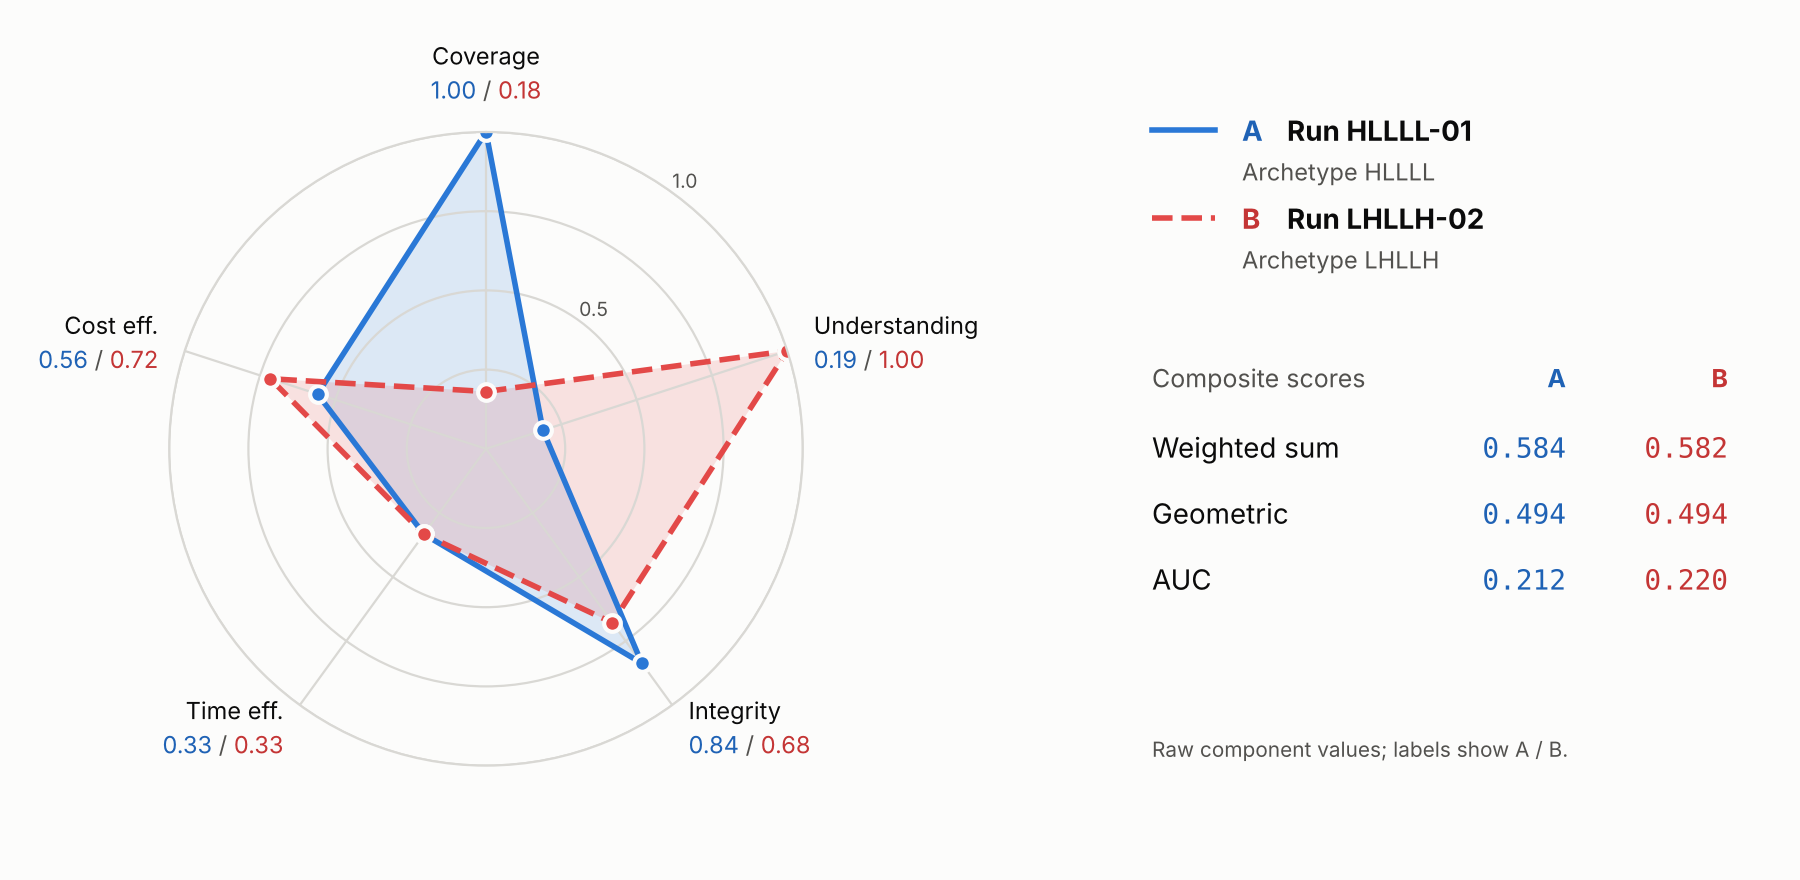 Coverage
1.00 / 0.18
1.0
0.5
Cost eff.
0.56 / 0.72
Understanding
0.19 / 1.00
Time eff.
0.33 / 0.33
Integrity
0.84 / 0.68
A Run HLLLL-01
Archetype HLLLL
B Run LHLLH-02
Archetype LHLLH
Composite scores A B
Weighted sum 0.584 0.582
Geometric 0.494 0.494
AUC 0.212 0.220
Raw component values; labels show A / B.